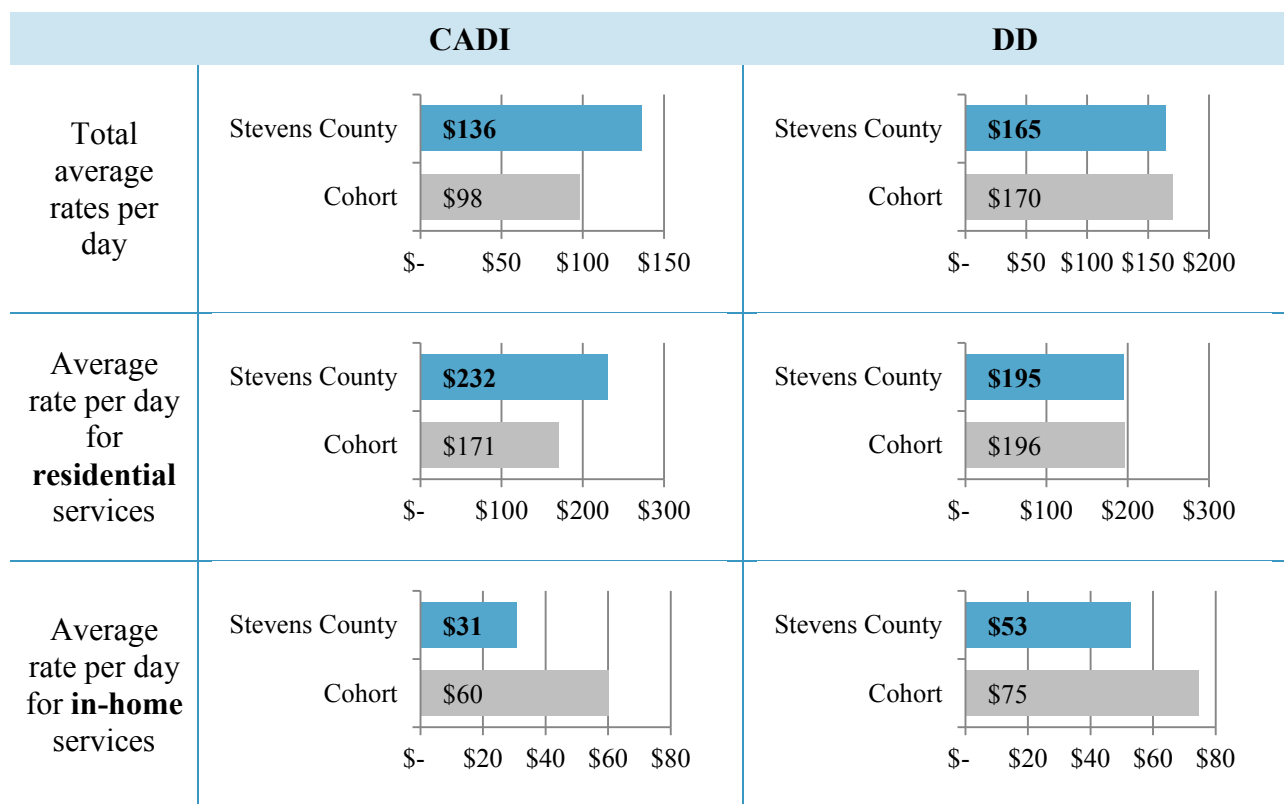 CADI
DD
Total
average
rates per
day
Stevens County
$136
Cohort
$98
$-
$50
$100
$150
Stevens County
$165
Cohort
$170
$-
$50
$100
$150
$200
Average
rate per day
for
residential
services
Stevens County
$232
Cohort
$171
$-
$100
$200
$300
Stevens County
$195
Cohort
$196
$-
$100
$200
$300
Average
rate per day
for in-home
services
Stevens County
$31
Cohort
$60
$-
$20
$40
$60
$80
Stevens County
$53
Cohort
$75
$-
$20
$40
$60
$80